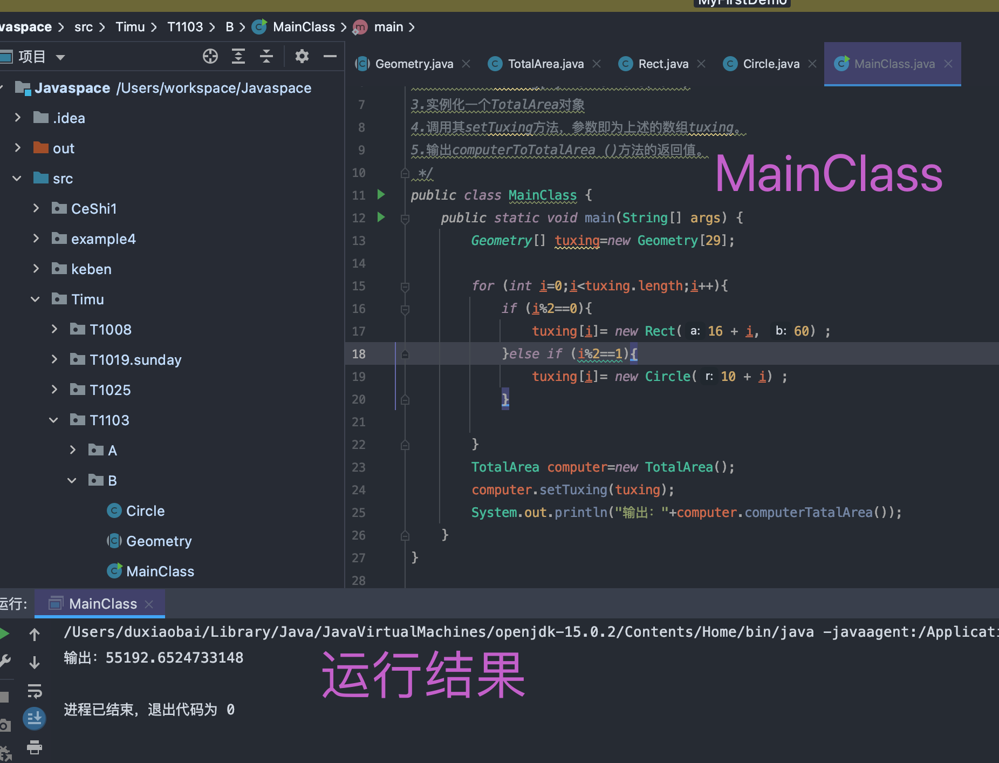 MyFirstDemo
vaspace > src > Timu > T1103 > B > MainClass > main >
项目
Geometry.java × TotalArea.java × Rect.java × Circle.java × MainClass.java ×
Javaspace /Users/workspace/Javaspace
.idea
out
src
CeShi1
example4
keben
Timu
T1008
T1019.sunday
T1025
T1103
A
B
Circle
Geometry
MainClass
7 3.实例化一个TotalArea对象
8 4.调用其setTuxing方法，参数即为上述的数组tuxing。
9 5.输出computerToTotalArea ()方法的返回值。
10 */
MainClass
11 public class MainClass {
12 public static void main(String[] args) {
13 Geometry[] tuxing=new Geometry[29];
14
15 for (int i=0;i<tuxing.length;i++){
16 if (i%2==0){
17 tuxing[i]= new Rect( a: 16 + i, b: 60) ;
18 }else if (i%2==1){
19 tuxing[i]= new Circle( r: 10 + i) ;
20 }
21
22 }
23 TotalArea computer=new TotalArea();
24 computer.setTuxing(tuxing);
25 System.out.println("输出："+computer.computerTatalArea());
26 }
27 }
28
运行: MainClass ×
/Users/duxiaobai/Library/Java/JavaVirtualMachines/openjdk-15.0.2/Contents/Home/bin/java -javaagent:/Applicati
输出：55192.6524733148
运行结果
进程已结束，退出代码为 0